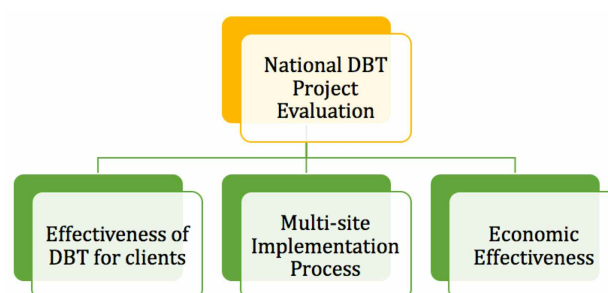 National DBT
Project
Evaluation
Effectiveness of
DBT for clients
Multi-site
Implementation
Process
Economic
Effectiveness